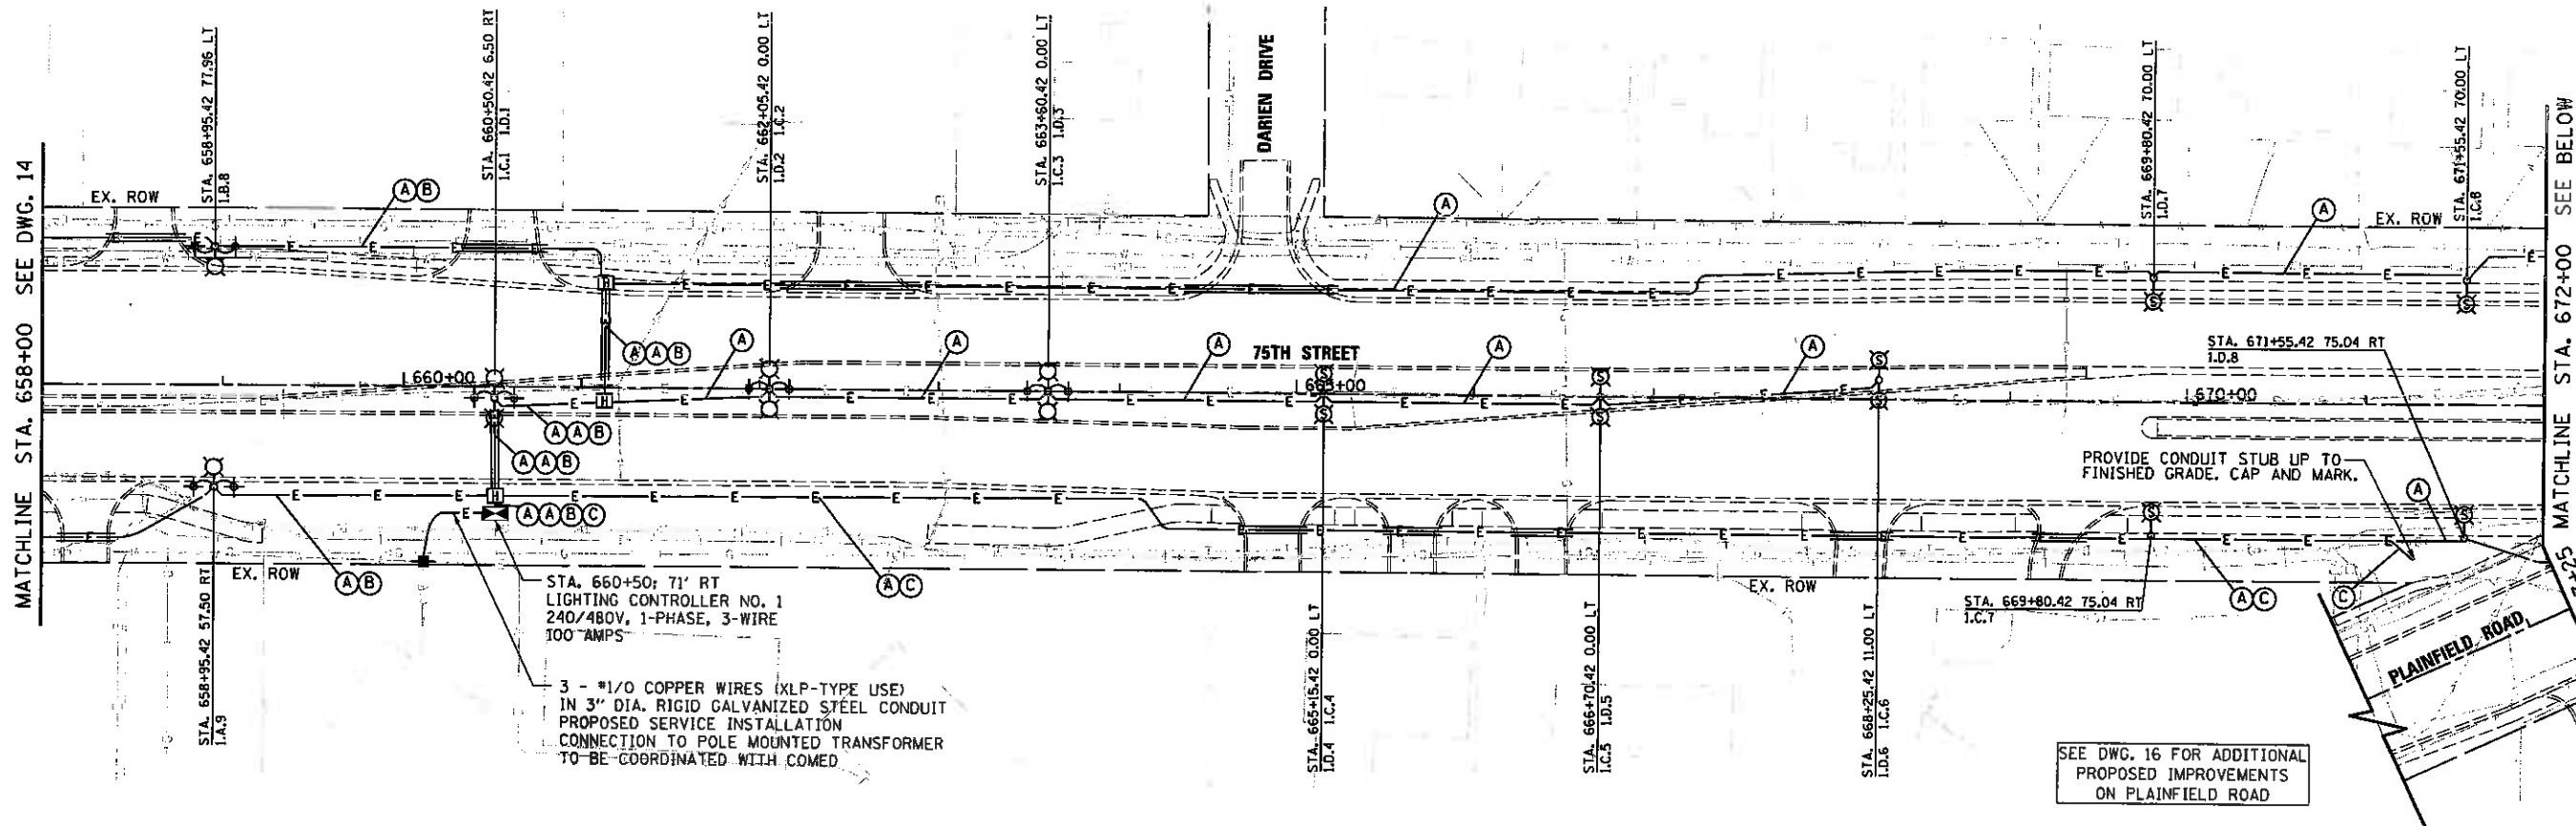 MATCHLINE STA. 658+00 SEE DWG. 14
EX. ROW
STA. 658+95.42 77.96 LT
1.B.8
A B
STA. 660+50.42 6.50 RT
1.C.1 1.D.1
STA. 662+05.42 0.00 LT
1.D.2 1.C.2
STA. 663+60.42 0.00 LT
1.C.3 1.D.3
DARIEN DRIVE
A
STA. 669+80.42 70.00 LT
1.D.7
A
EX. ROW
STA. 671+55.42 70.00 LT
1.C.8
MATCHLINE STA. 672+00 SEE BELOW
E E E E E E E E E E E E E E E E E E E E E E E E E E
H
A A B
660+00
A
A
A
75TH STREET
665+00
A
A
670+00
S S S S S S S S S S
H
E E E E E E E E E E E
A A B
A A B
H
STA. 671+55.42 75.04 RT
1.D.8
PROVIDE CONDUIT STUB UP TO
FINISHED GRADE. CAP AND MARK.
A
H
A A B C
E E E E E E E E E E E E E E E E E E E E E E E E E E
EX. ROW
A B
A C
STA. 658+95.42 57.50 RT
1.A.9
STA. 660+50; 71' RT
LIGHTING CONTROLLER NO. 1
240/480V, 1-PHASE, 3-WIRE
100 AMPS
3 - #1/0 COPPER WIRES (XLP-TYPE USE)
IN 3" DIA. RIGID GALVANIZED STEEL CONDUIT
PROPOSED SERVICE INSTALLATION
CONNECTION TO POLE MOUNTED TRANSFORMER
TO BE COORDINATED WITH COMED
STA. 665+15.42 0.00 LT
1.D.4 1.C.4
STA. 666+70.42 0.00 LT
1.C.5 1.D.5
EX. ROW
STA. 668+25.42 11.00 LT
1.D.6 1.C.6
STA. 669+80.42 75.04 RT
1.C.7
A C
C
PLAINFIELD ROAD
SEE DWG. 16 FOR ADDITIONAL
PROPOSED IMPROVEMENTS
ON PLAINFIELD ROAD